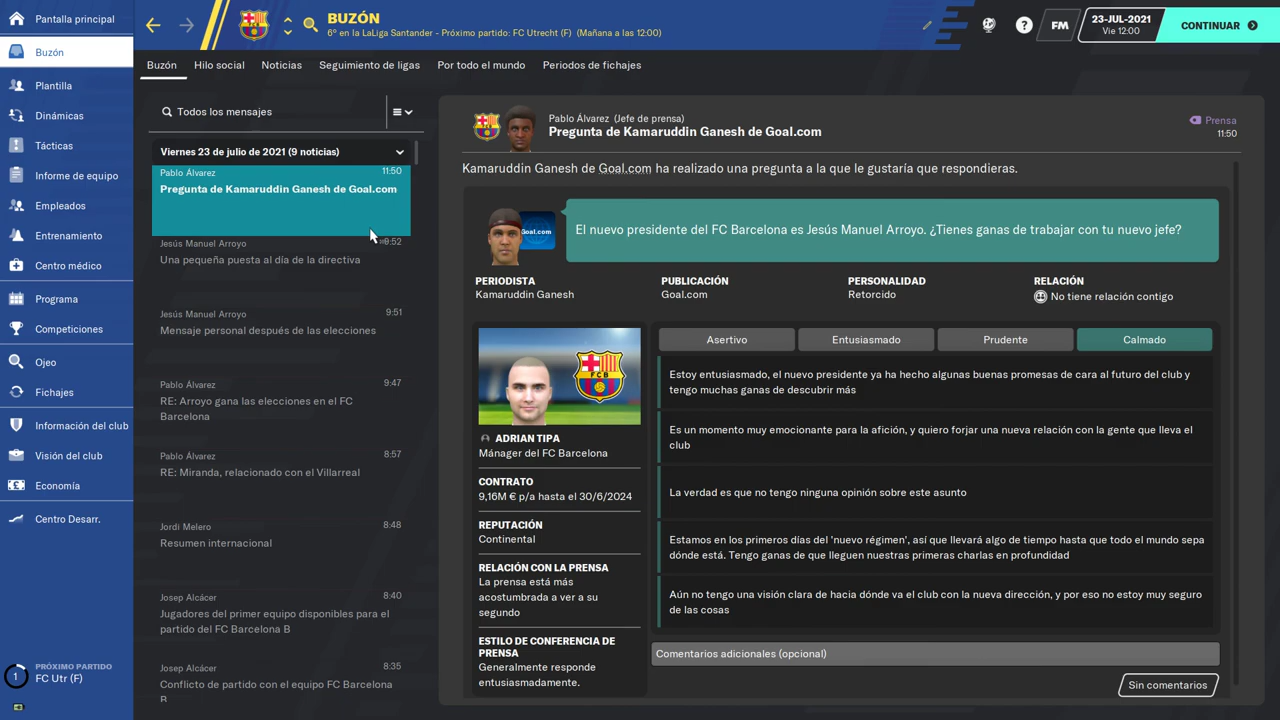 Pantalla principal
Buzón
Plantilla
Dinámicas
Tácticas
Informe de equipo
Empleados
Entrenamiento
Centro médico
Programa
Competiciones
Ojeo
Fichajes
Información del club
Visión del club
Economía
Centro Desarr.
1
PRÓXIMO PARTIDO
FC Utr (F)
BUZÓN
6º en la LaLiga Santander - Próximo partido: FC Utrecht (F) (Mañana a las 12:00)
?
FM
23-JUL-2021
Vie 12:00
CONTINUAR
Buzón Hilo social Noticias Seguimiento de ligas Por todo el mundo Periodos de fichajes
Todos los mensajes
Viernes 23 de julio de 2021 (9 noticias)
Pablo Álvarez 11:50
Pregunta de Kamaruddin Ganesh de Goal.com
Jesús Manuel Arroyo 9:52
Una pequeña puesta al día de la directiva
Jesús Manuel Arroyo 9:51
Mensaje personal después de las elecciones
Pablo Álvarez 9:47
RE: Arroyo gana las elecciones en el FC
Barcelona
Pablo Álvarez 8:57
RE: Miranda, relacionado con el Villarreal
Jordi Melero 8:48
Resumen internacional
Josep Alcácer 8:40
Jugadores del primer equipo disponibles para el
partido del FC Barcelona B
Josep Alcácer 8:35
Conflicto de partido con el equipo FC Barcelona
B
Pablo Álvarez (Jefe de prensa)
Pregunta de Kamaruddin Ganesh de Goal.com
Prensa
11:50
Kamaruddin Ganesh de Goal.com ha realizado una pregunta a la que le gustaría que respondieras.
Goal.com
El nuevo presidente del FC Barcelona es Jesús Manuel Arroyo. ¿Tienes ganas de trabajar con tu nuevo jefe?
PERIODISTA
Kamaruddin Ganesh
PUBLICACIÓN
Goal.com
PERSONALIDAD
Retorcido
RELACIÓN
No tiene relación contigo
FCB
ADRIAN TIPA
Mánager del FC Barcelona
CONTRATO
9,16M € p/a hasta el 30/6/2024
REPUTACIÓN
Continental
RELACIÓN CON LA PRENSA
La prensa está más
acostumbrada a ver a su
segundo
ESTILO DE CONFERENCIA DE
PRENSA
Generalmente responde
entusiasmadamente.
Asertivo Entusiasmado Prudente Calmado
Estoy entusiasmado, el nuevo presidente ya ha hecho algunas buenas promesas de cara al futuro del club y
tengo muchas ganas de descubrir más
Es un momento muy emocionante para la afición, y quiero forjar una nueva relación con la gente que lleva el
club
La verdad es que no tengo ninguna opinión sobre este asunto
Estamos en los primeros días del 'nuevo régimen', así que llevará algo de tiempo hasta que todo el mundo sepa
dónde está. Tengo ganas de que lleguen nuestras primeras charlas en profundidad
Aún no tengo una visión clara de hacia dónde va el club con la nueva dirección, y por eso no estoy muy seguro
de las cosas
Comentarios adicionales (opcional)
Sin comentarios